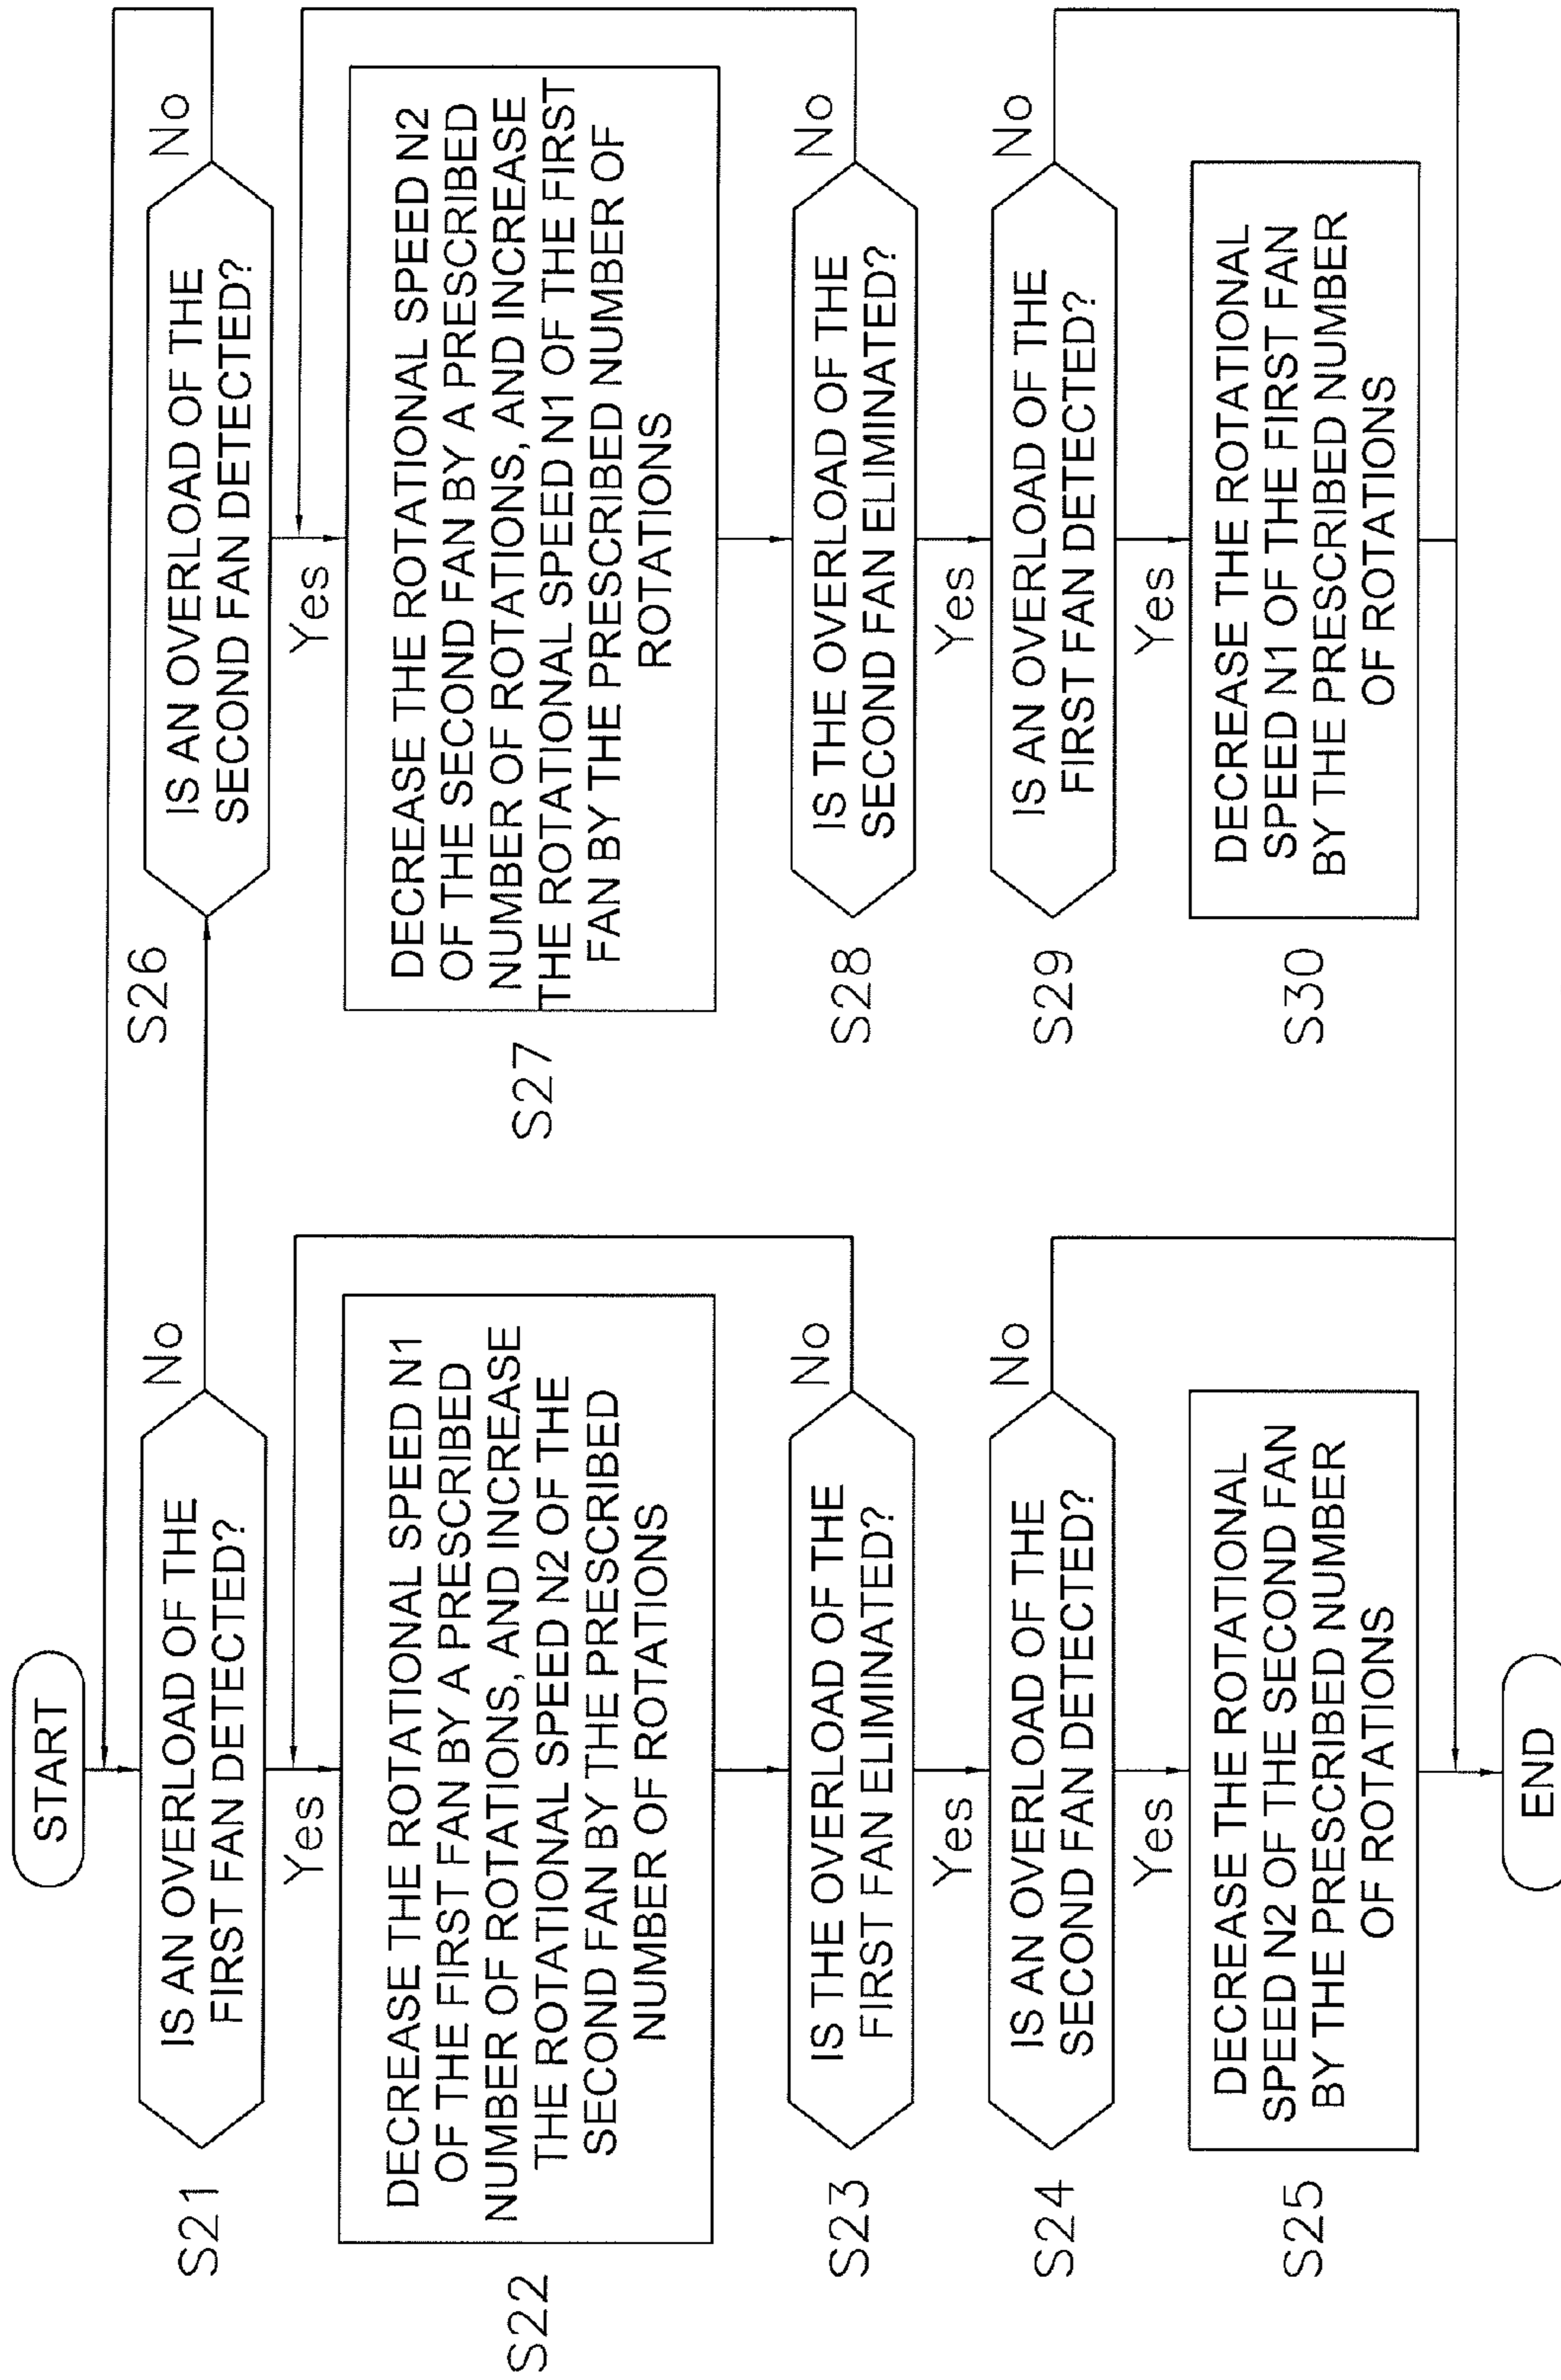 START
S21
IS AN OVERLOAD OF THE
FIRST FAN DETECTED?
No
Yes
S22
DECREASE THE ROTATIONAL SPEED N1
OF THE FIRST FAN BY A PRESCRIBED
NUMBER OF ROTATIONS, AND INCREASE
THE ROTATIONAL SPEED N2 OF THE
SECOND FAN BY THE PRESCRIBED
NUMBER OF ROTATIONS
S23
IS THE OVERLOAD OF THE
FIRST FAN ELIMINATED?
No
Yes
S24
IS AN OVERLOAD OF THE
SECOND FAN DETECTED?
No
Yes
S25
DECREASE THE ROTATIONAL
SPEED N2 OF THE SECOND FAN
BY THE PRESCRIBED NUMBER
OF ROTATIONS
END
S26
IS AN OVERLOAD OF THE
SECOND FAN DETECTED?
No
Yes
S27
DECREASE THE ROTATIONAL SPEED N2
OF THE SECOND FAN BY A PRESCRIBED
NUMBER OF ROTATIONS, AND INCREASE
THE ROTATIONAL SPEED N1 OF THE FIRST
FAN BY THE PRESCRIBED NUMBER OF
ROTATIONS
S28
IS THE OVERLOAD OF THE
SECOND FAN ELIMINATED?
No
Yes
S29
IS AN OVERLOAD OF THE
FIRST FAN DETECTED?
No
Yes
S30
DECREASE THE ROTATIONAL
SPEED N1 OF THE FIRST FAN
BY THE PRESCRIBED NUMBER
OF ROTATIONS